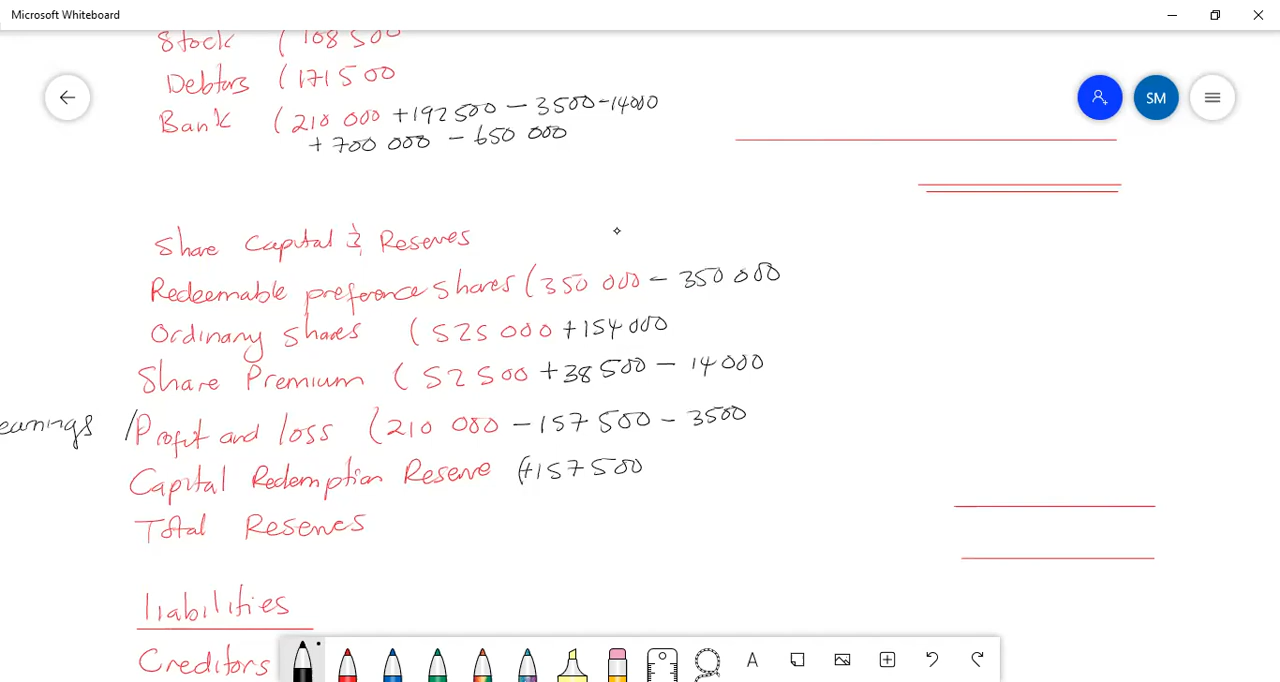 Microsoft Whiteboard
Stock (108 500
Debtors (171 500
SM
Bank (210 000 +192 500 - 3500 -14000
+ 700 000 - 650 000
Share Capital & Reserves
Redeemable preference shares (350 000 - 350 000
Ordinary shares (525 000 +154 000
Share Premium (52 500 +38 500 - 14 000
earnings /Profit and loss (210 000 - 157 500 - 3500
Capital Redemption Reserve (+157 500
Total Reserves
liabilities
Creditors
A